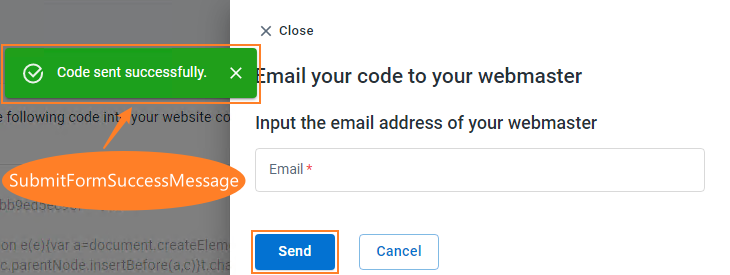 Close
Code sent successfully.
Email your code to your webmaster
e following code into your website co
Input the email address of your webmaster
SubmitFormSuccessMessage
Email *
on e(e){var a=document.createEleme
Send
Cancel
c.parentNode.insertBefore(a,c)}t.cha